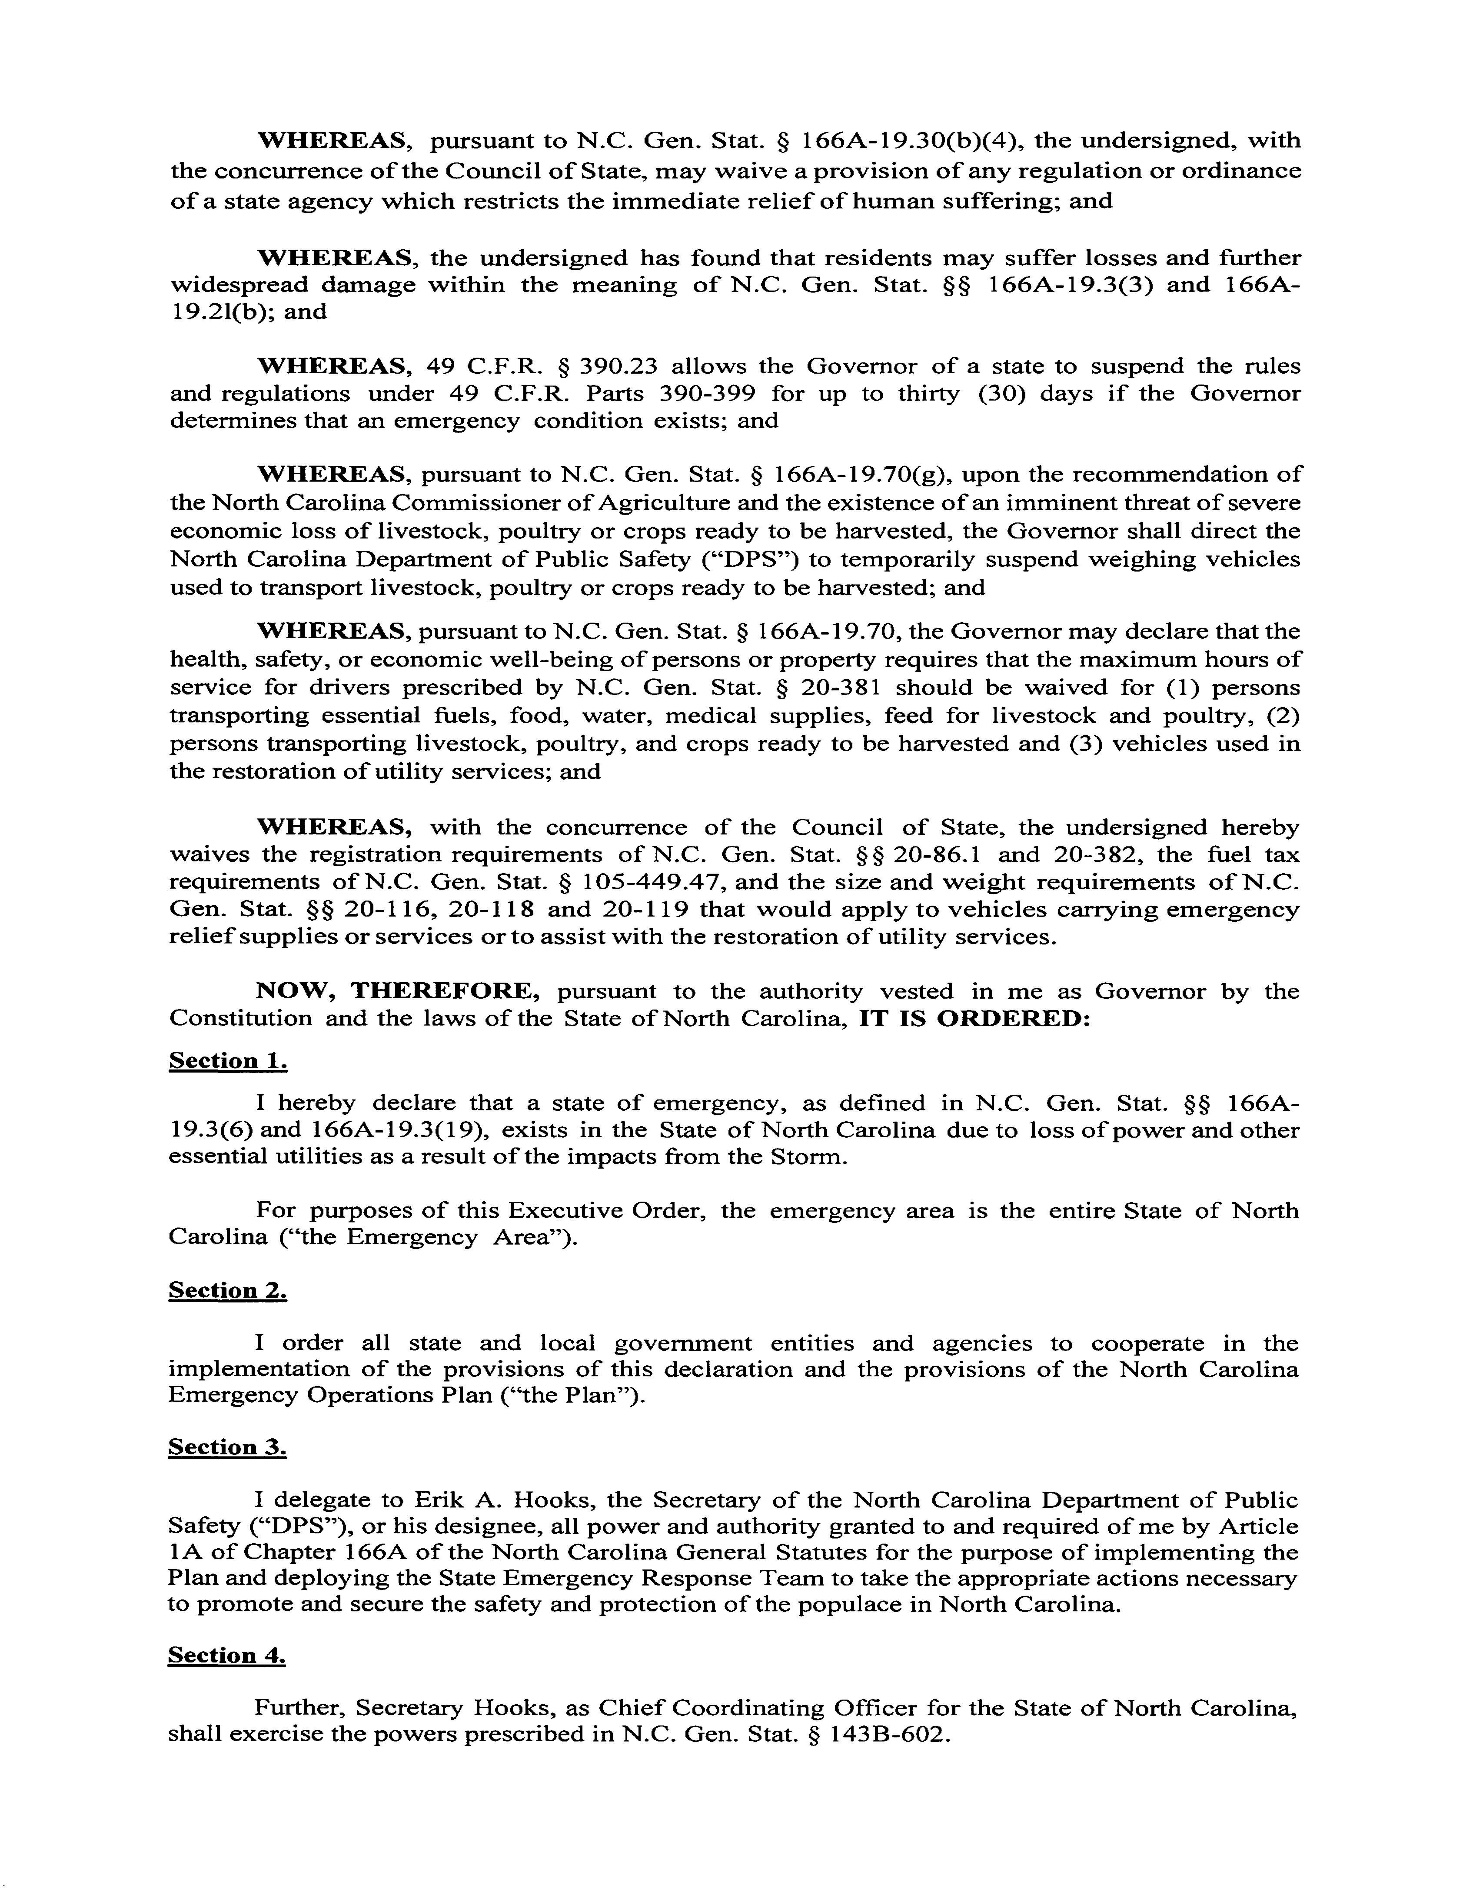 WHEREAS, pursuant to N.C. Gen. Stat. § 166A-19.30(b)(4), the undersigned, with
the concurrence of the Council of State, may waive a provision of any regulation or ordinance
of a state agency which restricts the immediate relief of human suffering; and
WHEREAS, the undersigned has found that residents may suffer losses and further
widespread damage within the meaning of N.C. Gen. Stat. §§ 166A-19.3(3) and 166A-
19.2l(b); and
WHEREAS, 49 C.F.R. § 390.23 allows the Governor of a state to suspend the rules
and regulations under 49 C.F.R. Parts 390-399 for up to thirty (30) days if the Governor
determines that an emergency condition exists; and
WHEREAS, pursuant to N.C. Gen. Stat. § 166A-19.70(g), upon the recommendation of
the North Carolina Commissioner of Agriculture and the existence of an imminent threat of severe
economic loss of livestock, poultry or crops ready to be harvested, the Governor shall direct the
North Carolina Department of Public Safety (“DPS”) to temporarily suspend weighing vehicles
used to transport livestock, poultry or crops ready to be harvested; and
WHEREAS, pursuant to N.C. Gen. Stat. § 166A-19.70, the Governor may declare that the
health, safety, or economic well-being of persons or property requires that the maximum hours of
service for drivers prescribed by N.C. Gen. Stat. § 20-381 should be waived for (1) persons
transporting essential fuels, food, water, medical supplies, feed for livestock and poultry, (2)
persons transporting livestock, poultry, and crops ready to be harvested and (3) vehicles used in
the restoration of utility services; and
WHEREAS, with the concurrence of the Council of State, the undersigned hereby
waives the registration requirements of N.C. Gen. Stat. §§ 20-86.1 and 20-382, the fuel tax
requirements of N.C. Gen. Stat. § 105-449.47, and the size and weight requirements of N.C.
Gen. Stat. §§ 20-116, 20-118 and 20-119 that would apply to vehicles carrying emergency
relief supplies or services or to assist with the restoration of utility services.
NOW, THEREFORE, pursuant to the authority vested in me as Governor by the
Constitution and the laws of the State of North Carolina, IT IS ORDERED:
Section 1.
I hereby declare that a state of emergency, as defined in N.C. Gen. Stat. §§ 166A-
19.3(6) and 166A-19.3(19), exists in the State of North Carolina due to loss of power and other
essential utilities as a result of the impacts from the Storm.
For purposes of this Executive Order, the emergency area is the entire State of North
Carolina (“the Emergency Area”).
Section 2.
I order all state and local government entities and agencies to cooperate in the
implementation of the provisions of this declaration and the provisions of the North Carolina
Emergency Operations Plan (“the Plan”).
Section 3.
I delegate to Erik A. Hooks, the Secretary of the North Carolina Department of Public
Safety (“DPS”), or his designee, all power and authority granted to and required of me by Article
1A of Chapter 166A of the North Carolina General Statutes for the purpose of implementing the
Plan and deploying the State Emergency Response Team to take the appropriate actions necessary
to promote and secure the safety and protection of the populace in North Carolina.
Section 4.
Further, Secretary Hooks, as Chief Coordinating Officer for the State of North Carolina,
shall exercise the powers prescribed in N.C. Gen. Stat. § 143B-602.